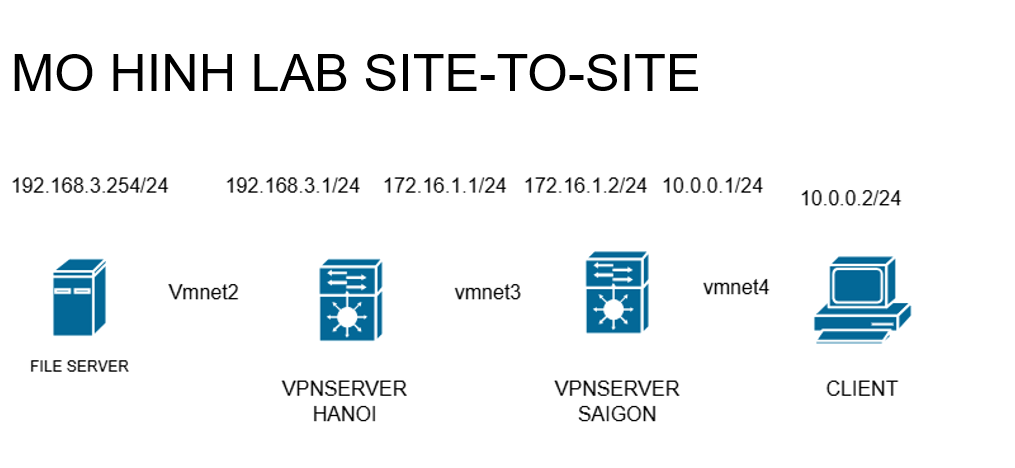 MO HINH LAB SITE-TO-SITE
192.168.3.254/24
192.168.3.1/24
172.16.1.1/24
172.16.1.2/24
10.0.0.1/24
10.0.0.2/24
Vmnet2
vmnet3
vmnet4
FILE SERVER
VPNSERVER
HANOI
VPNSERVER
SAIGON
CLIENT